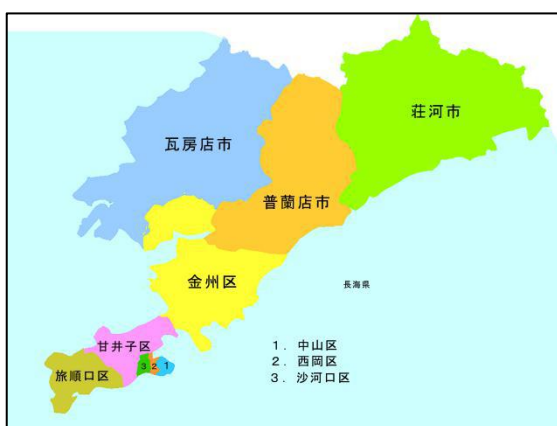 荘河市
瓦房店市
普蘭店市
金州区
長海県
甘井子区
旅順口区
3 2 1
1. 中山区
2. 西岡区
3. 沙河口区